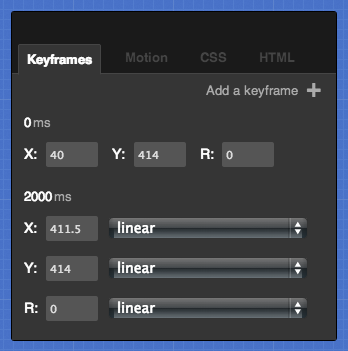 Keyframes Motion CSS HTML
Add a keyframe
0 ms
X: 40 Y: 414 R: 0
2000 ms
X: 411.5 linear
Y: 414 linear
R: 0 linear